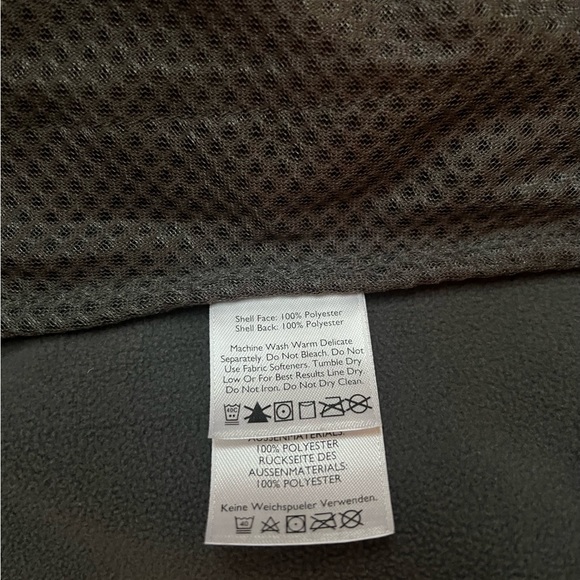 Shell Face: 100% Polyester
Shell Back: 100% Polyester
Machine Wash Warm Delicate
Separately. Do Not Bleach. Do Not
Use Fabric Softeners. Tumble Dry
Low Or For Best Results Line Dry.
Do Not Iron. Do Not Dry Clean.
40C
AUSSENMATERIALS:
100% POLYESTER
RÜCKSEITE DES
AUSSENMATERIALS:
100% POLYESTER
Keine Weichspueler Verwenden.
40